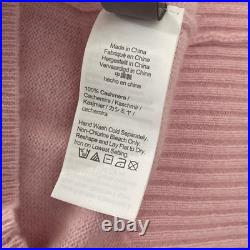 Made in China
Fabriqué en Chine
Hergestellt in China
Vervaardigd in China
中国製
hecho en china
100% Cashmere /
Cachemire / Kaschmir /
Kasjmier / カシミヤ /
Cachemira
Hand Wash Cold Separately,
Non-Chlorine Bleach Only.
Reshape and Lay Flat to Dry.
Iron on Lowest Setting